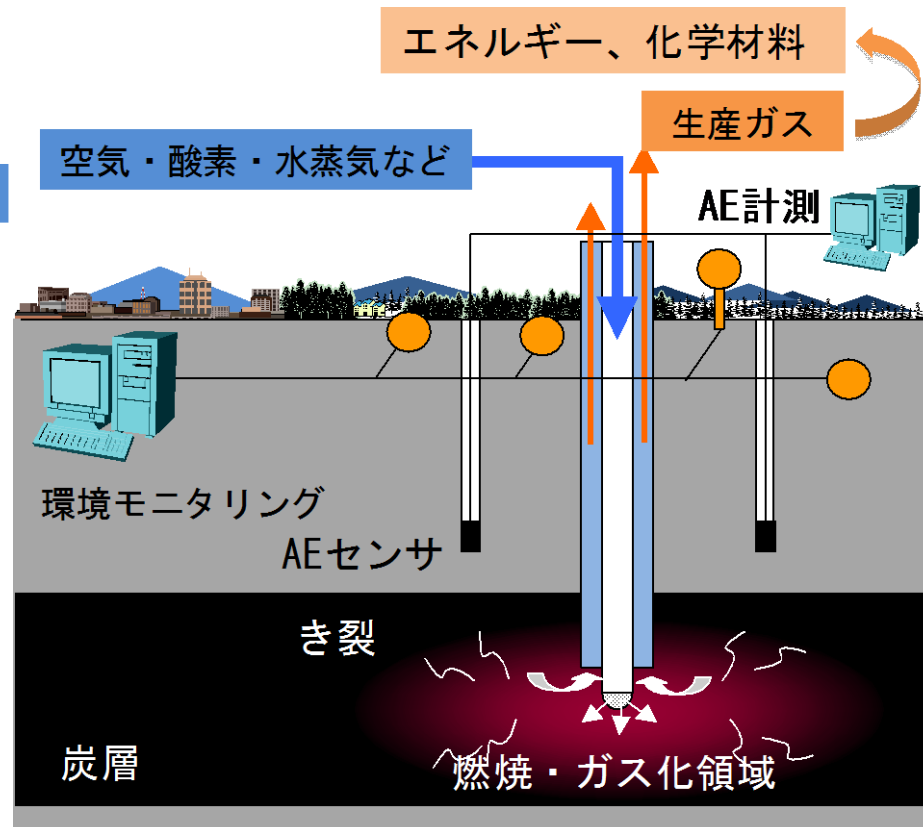 エネルギー、化学材料
生産ガス
空気・酸素・水蒸気など
AE計測
環境モニタリング
AEセンサ
き裂
炭層
燃焼・ガス化領域